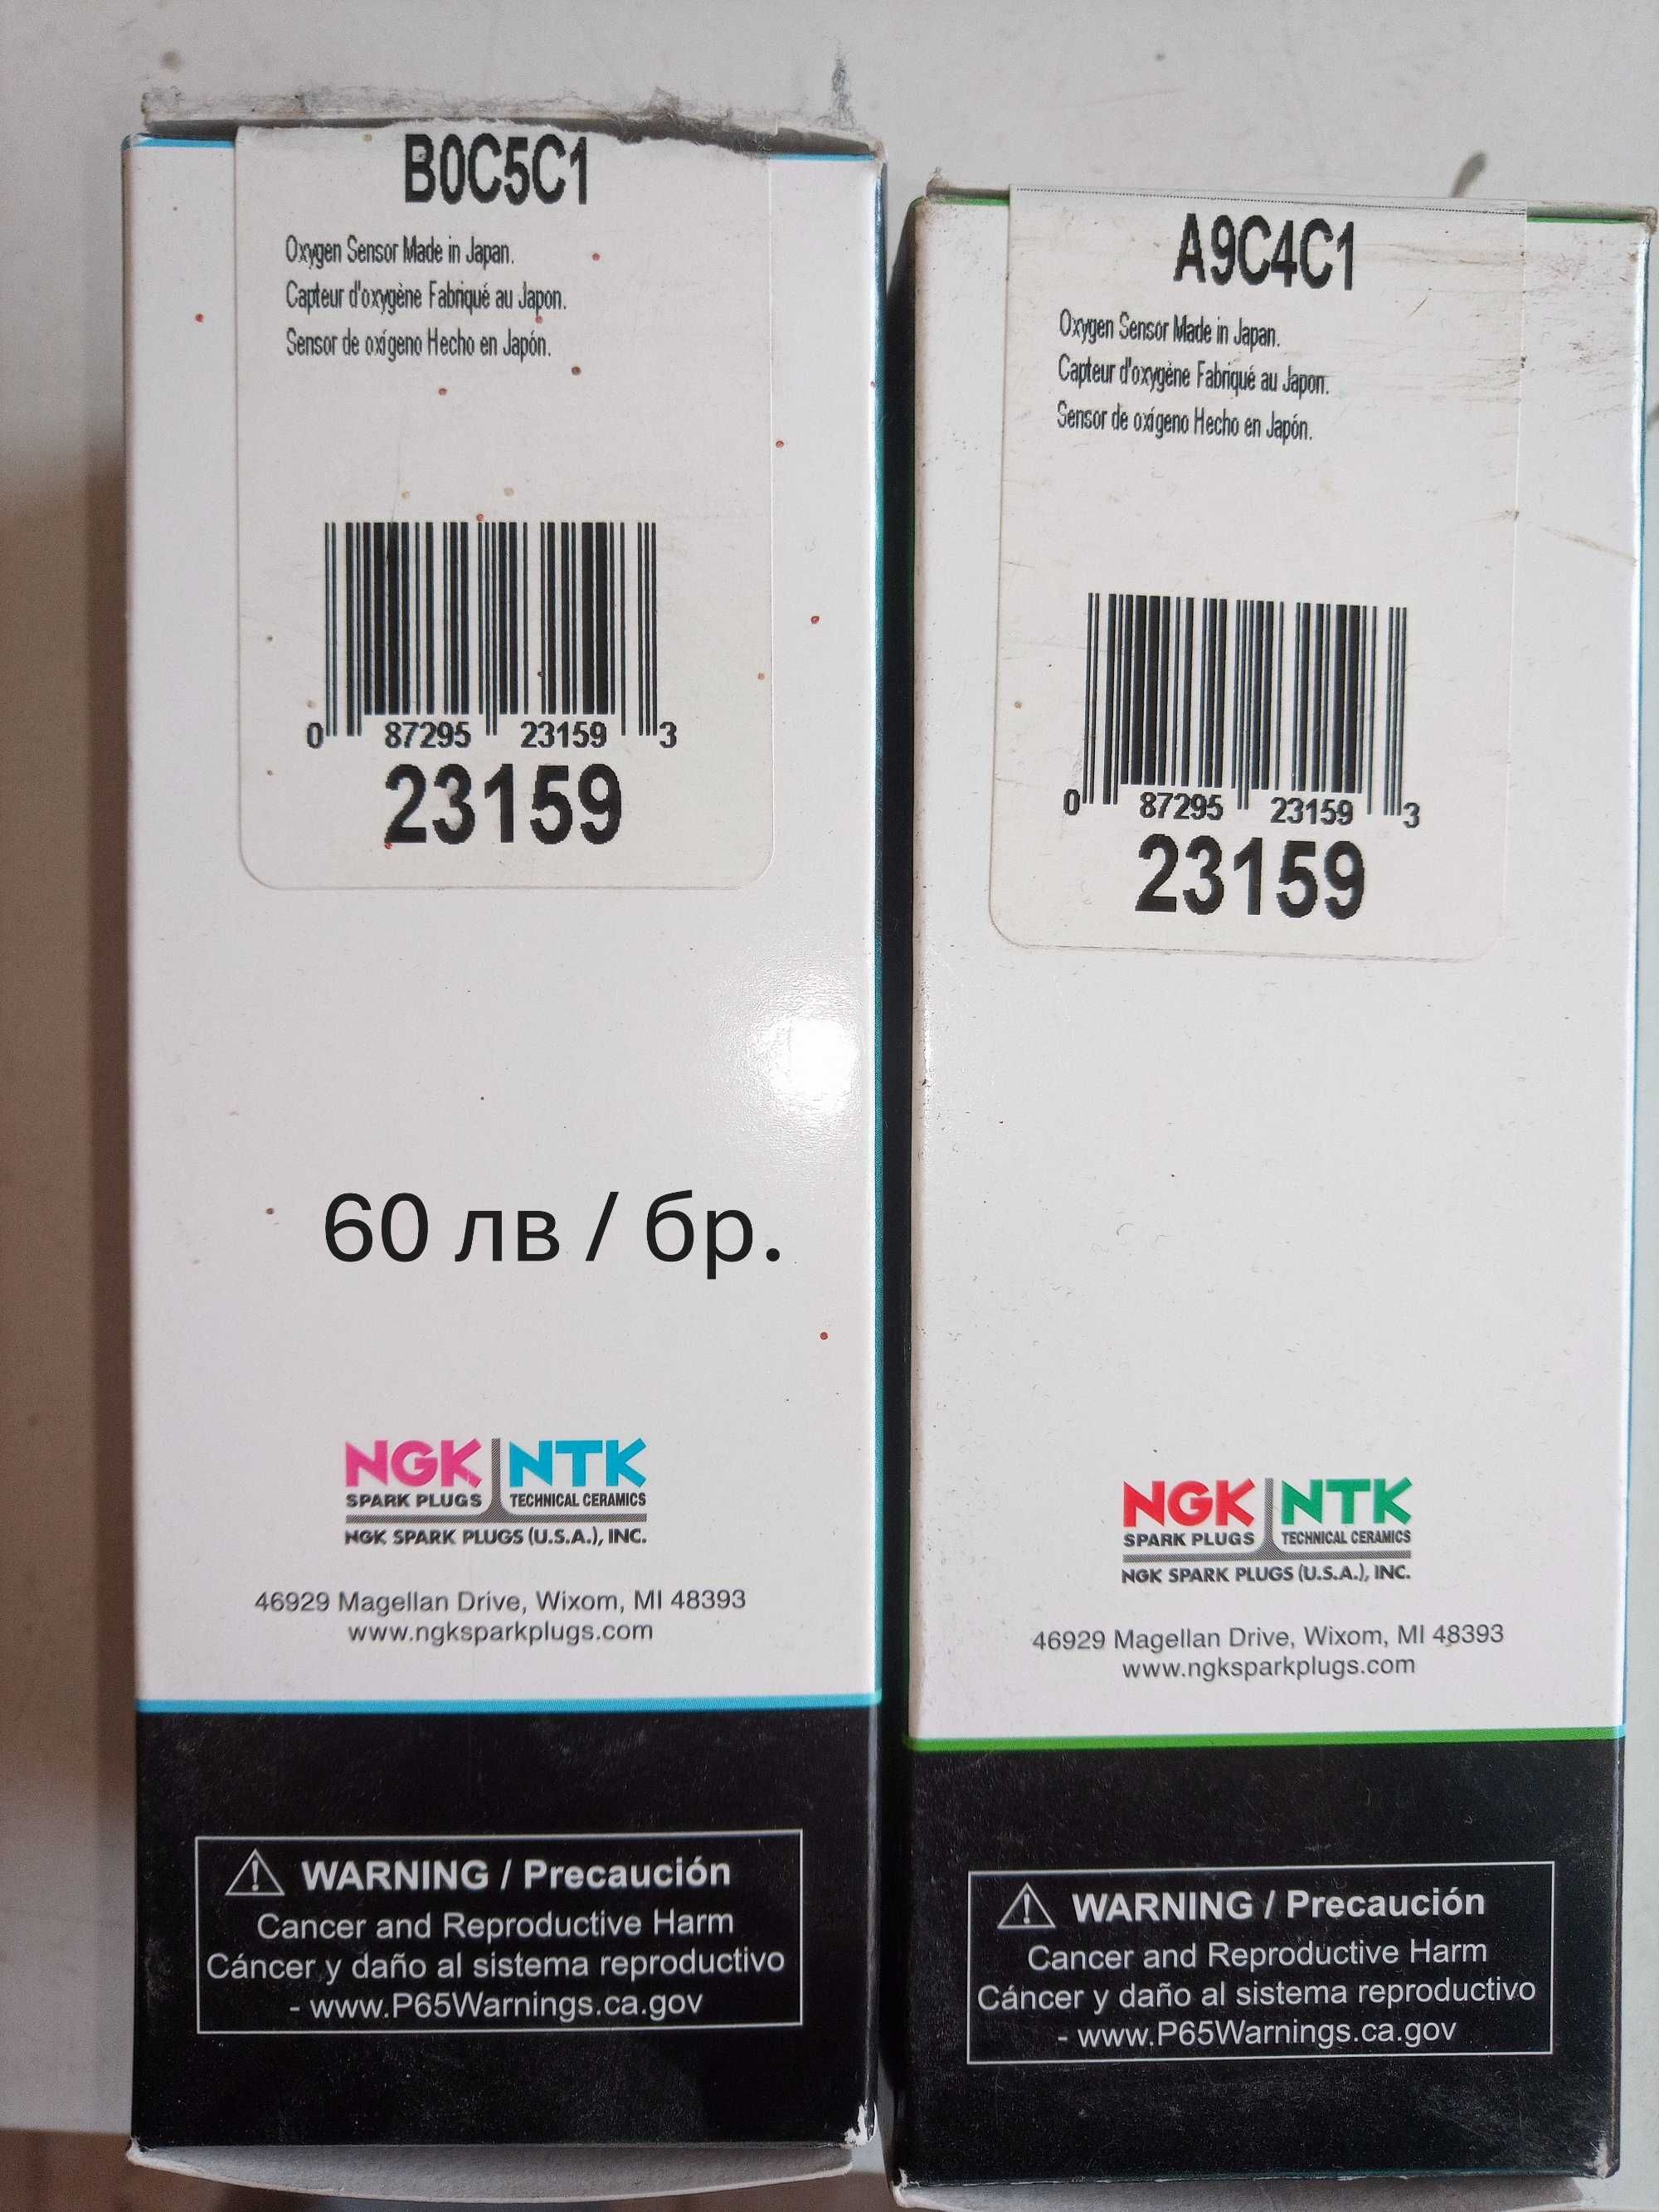 B0C5C1
Oxygen Sensor Made in Japan.
Capteur d'oxygène Fabriqué au Japon.
Sensor de oxígeno Hecho en Japón.
0 87295 23159 3
23159
60 лв / бр.
NGK NTK
SPARK PLUGS TECHNICAL CERAMICS
NGK SPARK PLUGS (U.S.A.), INC.
46929 Magellan Drive, Wixom, MI 48393
www.ngksparkplugs.com
WARNING / Precaución
Cancer and Reproductive Harm
Cáncer y daño al sistema reproductivo
- www.P65Warnings.ca.gov
A9C4C1
Oxygen Sensor Made in Japan.
Capteur d'oxygène Fabriqué au Japon.
Sensor de oxígeno Hecho en Japón.
0 87295 23159 3
23159
NGK NTK
SPARK PLUGS TECHNICAL CERAMICS
NGK SPARK PLUGS (U.S.A.), INC.
46929 Magellan Drive, Wixom, MI 48393
www.ngksparkplugs.com
WARNING / Precaución
Cancer and Reproductive Harm
Cáncer y daño al sistema reproductivo
- www.P65Warnings.ca.gov